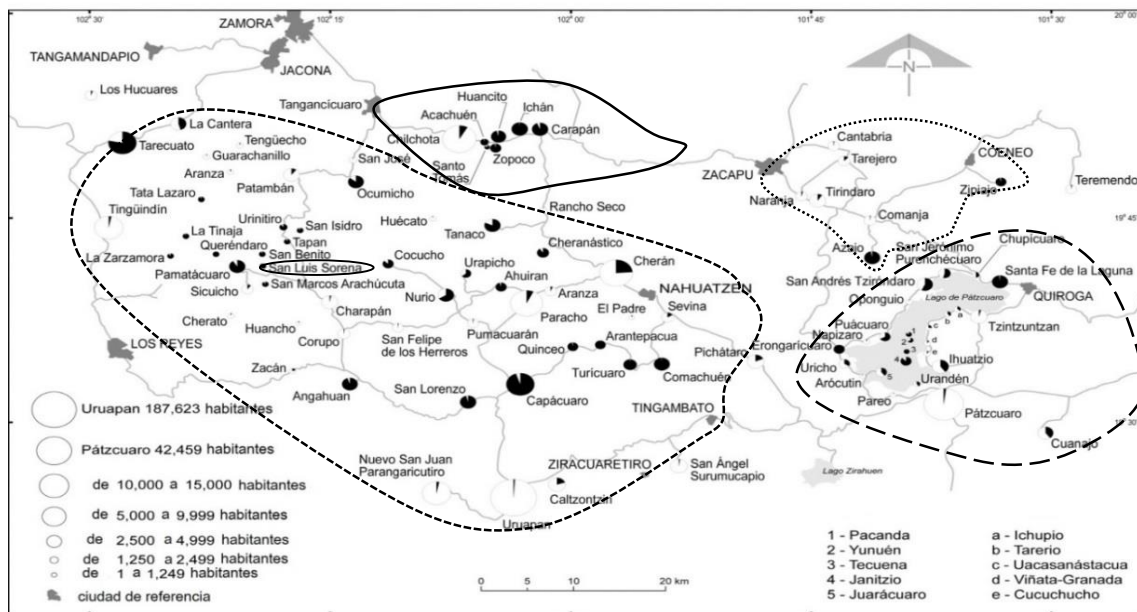 102° 30'
102° 15'
102° 00'
101° 45'
101° 30'
20° 00'
ZAMORA
TANGAMANDAPIO
JACONA
Los Hucuares
Tangancícuaro
Huancito
Ichán
Acachuén
Carapán
Chilchota
Santo
Tomás
Zopoco
La Cantera
Tarecuato
Tengüecho
Guarachanillo
San José
Aranza
Patambán
Ocumicho
Tata Lazaro
Tingüindín
Urinitiro
San Isidro
Huécato
Rancho Seco
La Tinaja
Tapan
Tanaco
Queréndaro
San Benito
Cheranástico
La Zarzamora
San Luis Sorena
Cocucho
Urapicho
Cherán
Pamatácuaro
Ahuiran
Sicuicho
San Marcos Arachúcuta
Nurio
Aranza
NAHUATZEN
Charapán
Paracho
El Padre
Sevina
Cherato
Huancho
Pumacurán
LOS REYES
Corupo
San Felipe
de los Herreros
Quinceo
Arantepacua
Pichátaro
Zacán
Turícuaro
Comachuén
Angahuan
San Lorenzo
Capácuaro
TINGAMBATO
Nuevo San Juan
Parangaricutiro
ZIRACUARETIRO
San Ángel
Surumucapio
Caltzontzin
Uruapan
Cantabria
ZACAPU
Tarejero
COENEO
Naranja
Tirindaro
Zipiajo
Teremendo
19° 45'
Comanja
Azajo
San Jerónimo
Purenchécuaro
Chupicuaro
San Andrés Tziróndaro
Santa Fe de la Laguna
Oponguio
Lago de Pátzcuaro
QUIROGA
Puácuaro
Napizaro
1
2
3
4
5
a
b
c
d
e
Tzintzuntzan
Erongarícuaro
Uricho
Ihuatzio
Arócutin
Urandén
Pareo
Pátzcuaro
19° 30'
Cuanajo
Lago Zirahuen
N
Uruapan 187,623 habitantes
Pátzcuaro 42,459 habitantes
de 10,000 a 15,000 habitantes
de 5,000 a 9,999 habitantes
de 2,500 a 4,999 habitantes
de 1,250 a 2,499 habitantes
de 1 a 1,249 habitantes
ciudad de referencia
0 5 10 20 km
1 - Pacanda
2 - Yunuén
3 - Tecuena
4 - Janitzio
5 - Juarácuaro
a - Ichupio
b - Tarerio
c - Uacasanástacua
d - Viñata-Granada
e - Cucuchucho